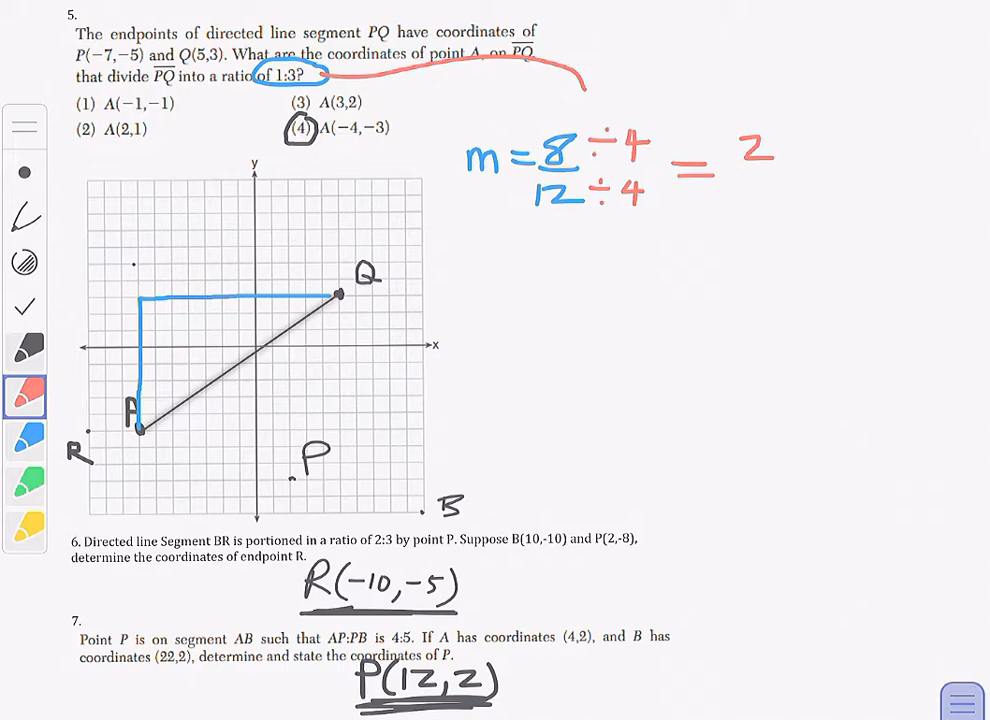 5.
The endpoints of directed line segment PQ have coordinates of
P(−7,−5) and Q(5,3). What are the coordinates of point A, on PQ
that divide PQ into a ratio of 1:3?
(1) A(−1,−1)
(3) A(3,2)
(2) A(2,1)
(4) A(−4,−3)
m = 8 ÷ 4 = 2
12 ÷ 4
y
Q
x
P
R
P
B
6. Directed line Segment BR is portioned in a ratio of 2:3 by point P. Suppose B(10,-10) and P(2,-8),
determine the coordinates of endpoint R.
R(-10,-5)
7.
Point P is on segment AB such that AP:PB is 4:5. If A has coordinates (4,2), and B has
coordinates (22,2), determine and state the coordinates of P.
P(12,2)